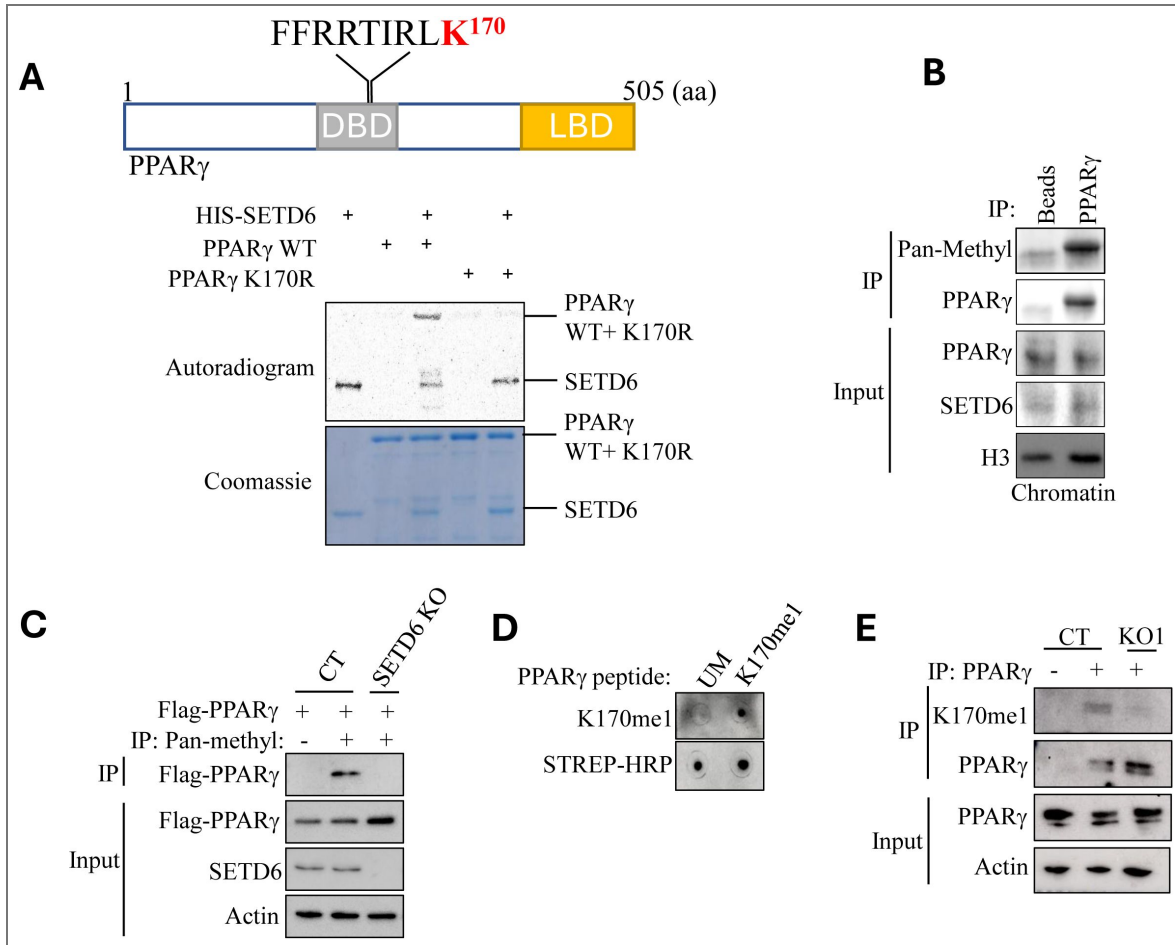 A
FFRRTIRLK¹⁷⁰
1
505 (aa)
DBD
LBD
PPARγ
HIS-SETD6 + + +
PPARγ WT + +
PPARγ K170R + +
Autoradiogram
PPARγ
WT+ K170R
SETD6
Coomassie
PPARγ
WT+ K170R
SETD6
B
IP: Beads PPARγ
IP
Pan-Methyl
PPARγ
Input
PPARγ
SETD6
H3
Chromatin
C
CT SETD6 KO
Flag-PPARγ + + +
IP: Pan-methyl: - + +
IP
Flag-PPARγ
Input
Flag-PPARγ
SETD6
Actin
D
PPARγ peptide: UM K170me1
K170me1
STREP-HRP
E
CT KO1
IP: PPARγ - + +
IP
K170me1
PPARγ
Input
PPARγ
Actin